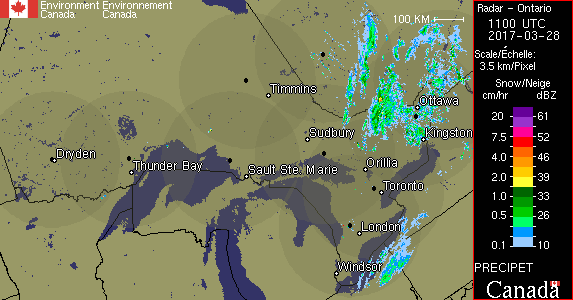 Environment Environnement
Canada Canada
100 KM
Timmins
Ottawa
Sudbury
Kingston
Dryden
Thunder Bay
Sault Ste. Marie
Orillia
Toronto
London
Windsor
Radar - Ontario
1100 UTC
2017-03-28
Scale/Échelle:
3.5 km/Pixel
Snow/Neige
cm/hr dBZ
20 61
7.5 52
4.0 46
2.0 39
1.0 33
0.5 26
0.1 10
PRECIPET
Canada